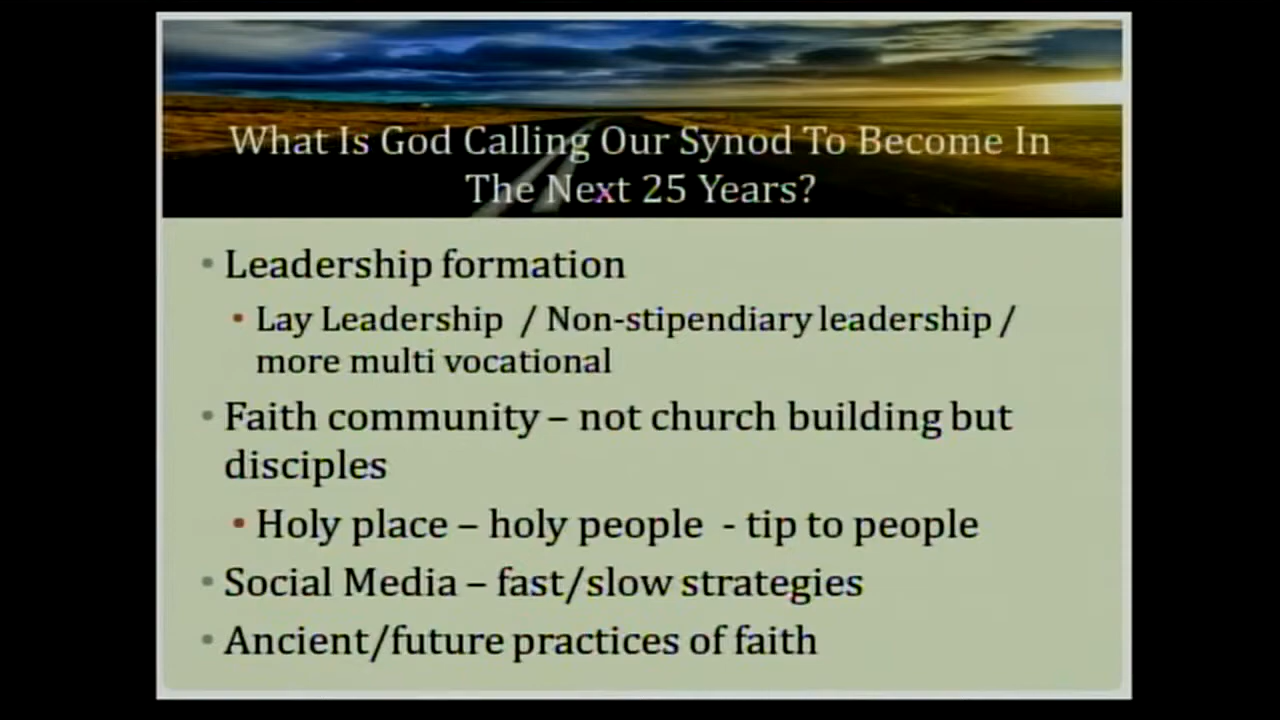 What Is God Calling Our Synod To Become In
The Next 25 Years?
• Leadership formation
• Lay Leadership / Non-stipendiary leadership /
more multi vocational
• Faith community – not church building but
disciples
• Holy place – holy people - tip to people
• Social Media – fast/slow strategies
• Ancient/future practices of faith